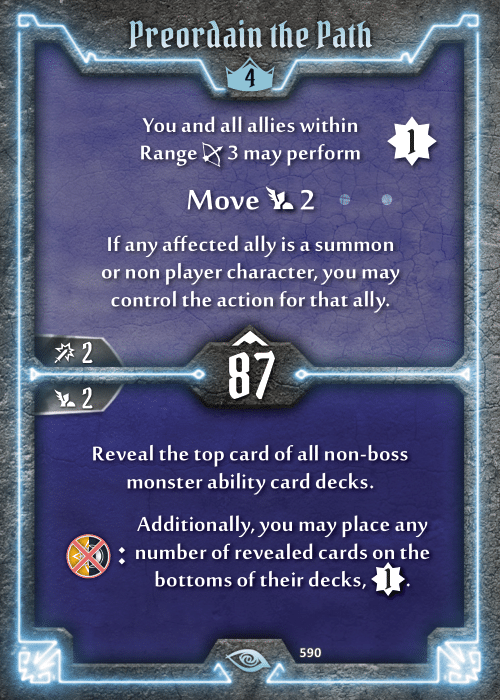 Preordain the Path
4
You and all allies within
Range 3 may perform
1
Move 2
If any affected ally is a summon
or non player character, you may
control the action for that ally.
2
87
2
Reveal the top card of all non-boss
monster ability card decks.
Additionally, you may place any
: number of revealed cards on the
bottoms of their decks, 1.
590